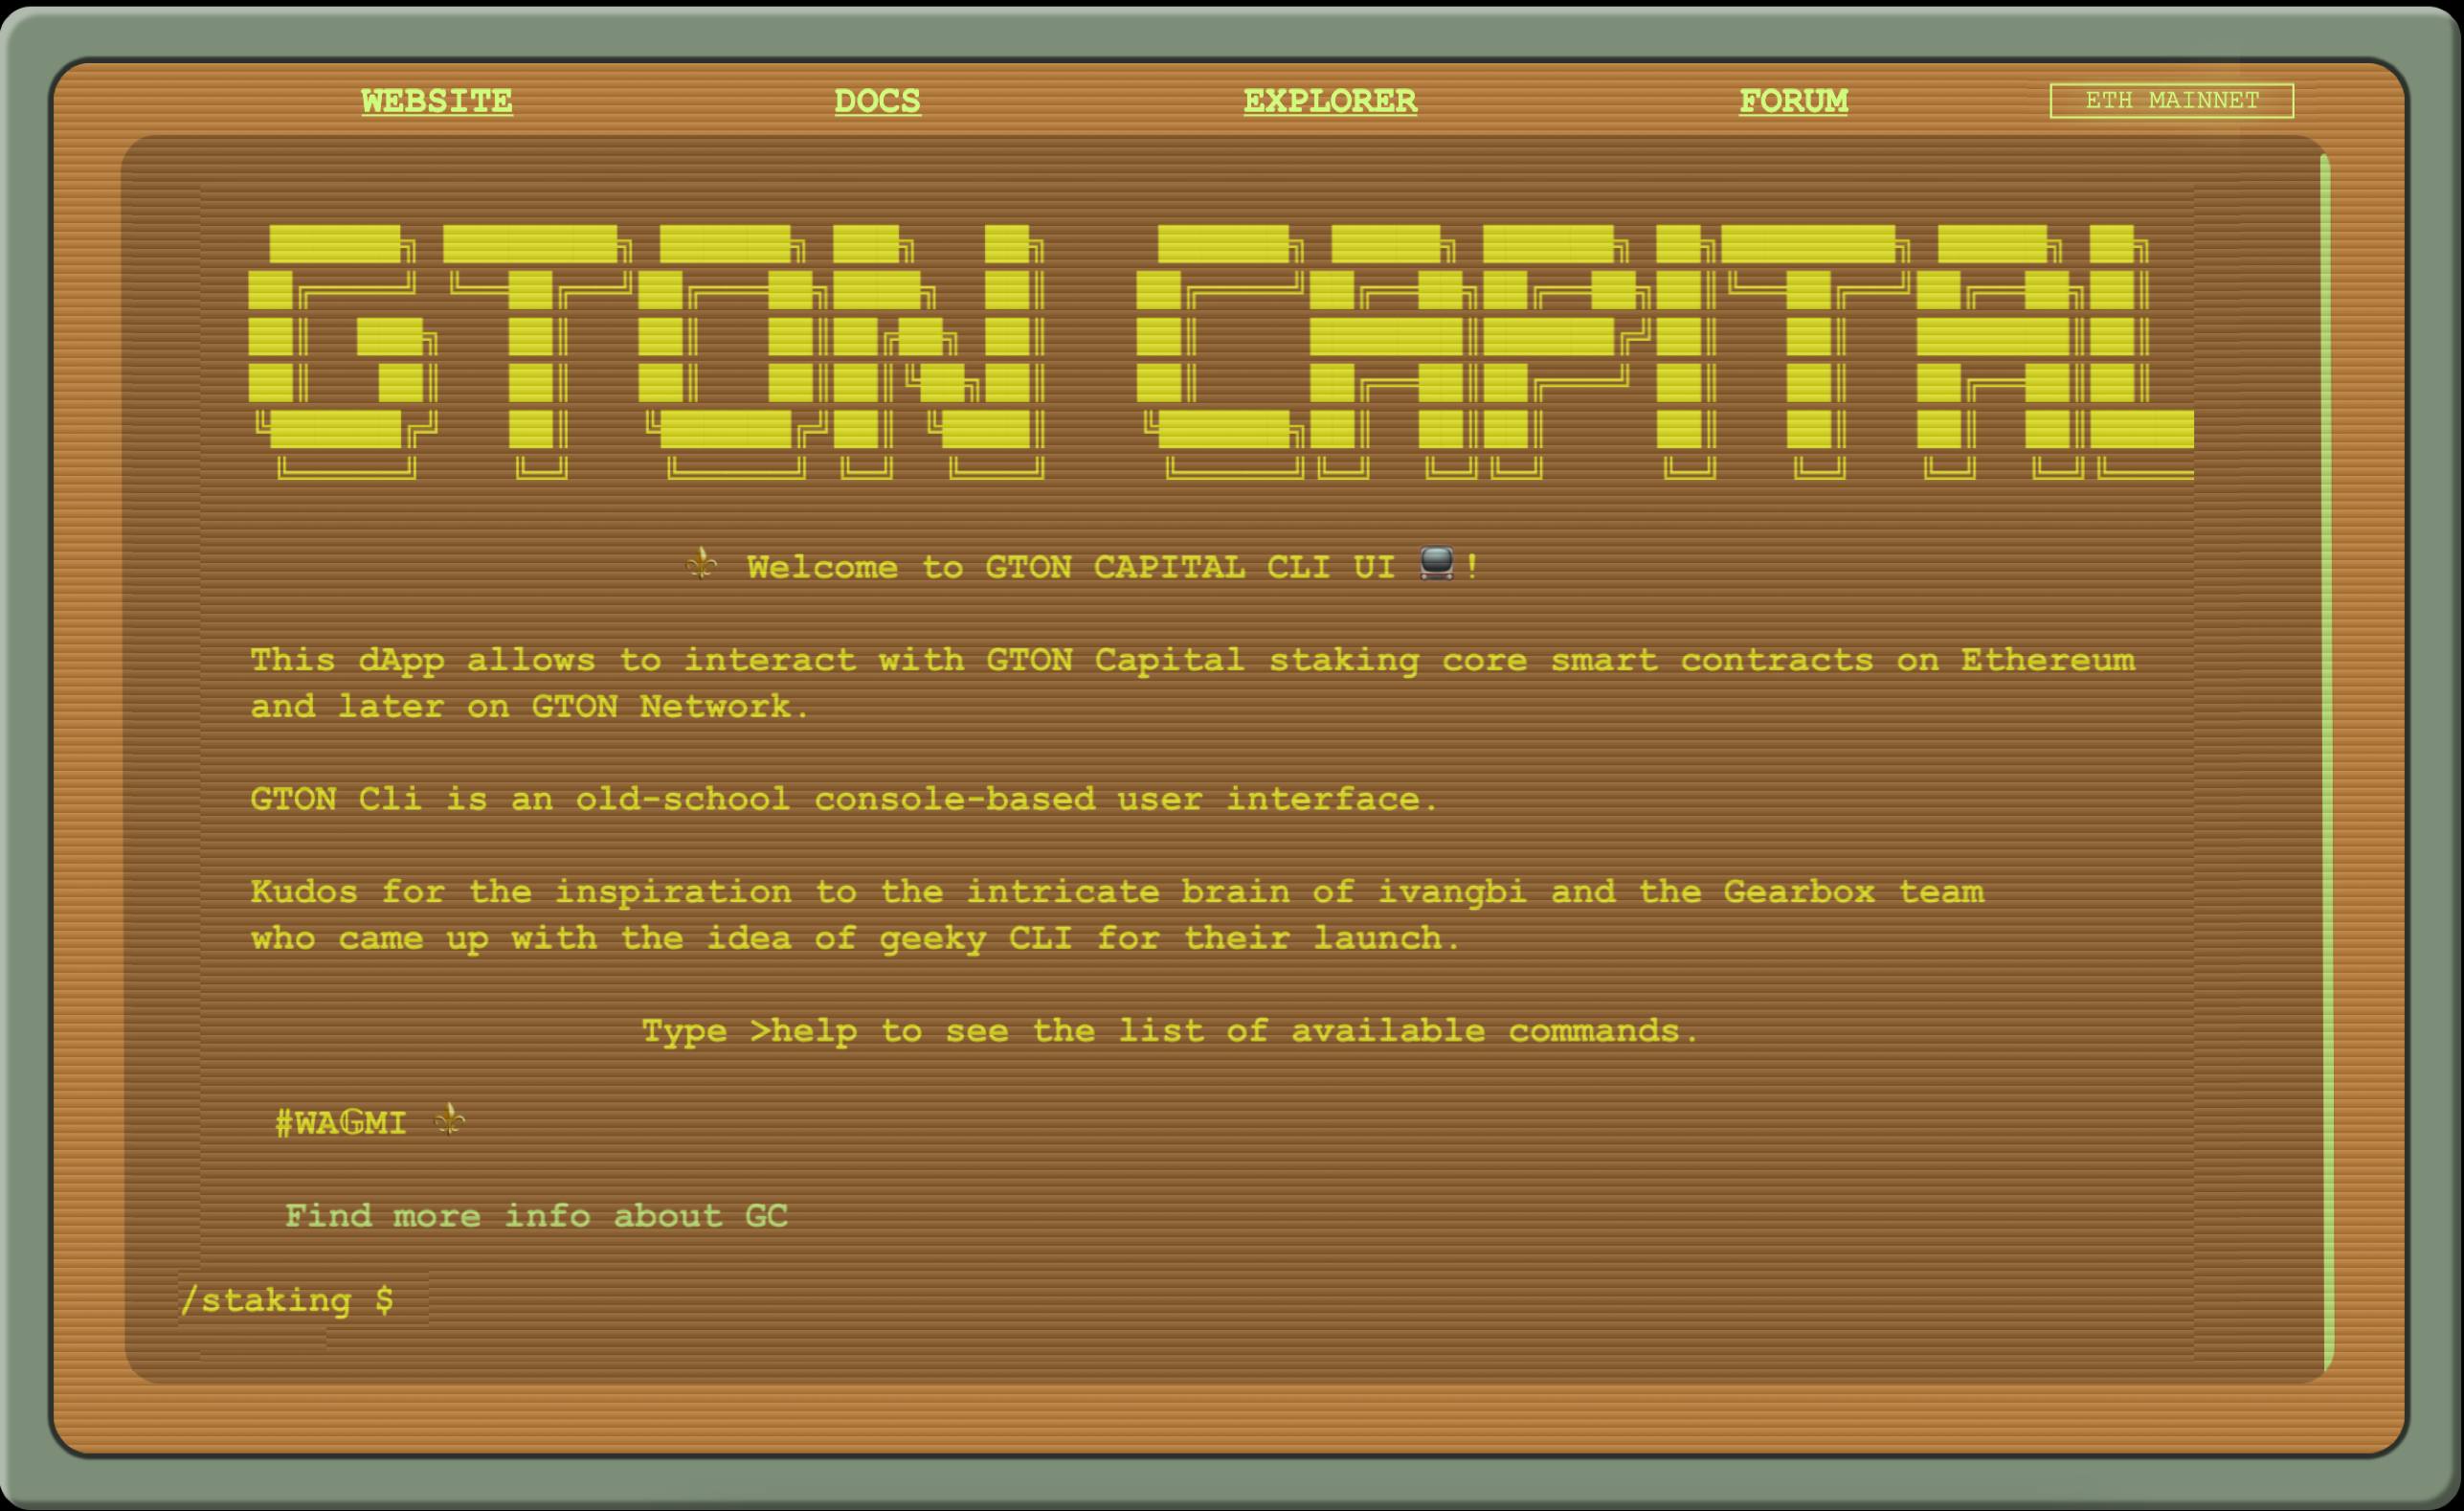 WEBSITE DOCS EXPLORER FORUM ETH MAINNET
GTON CAPITAL
⚜️ Welcome to GTON CAPITAL CLI UI 📺!
This dApp allows to interact with GTON Capital staking core smart contracts on Ethereum
and later on GTON Network.
GTON Cli is an old-school console-based user interface.
Kudos for the inspiration to the intricate brain of ivangbi and the Gearbox team
who came up with the idea of geeky CLI for their launch.
Type >help to see the list of available commands.
#WA𝔾MI ⚜️
Find more info about GC
/staking $